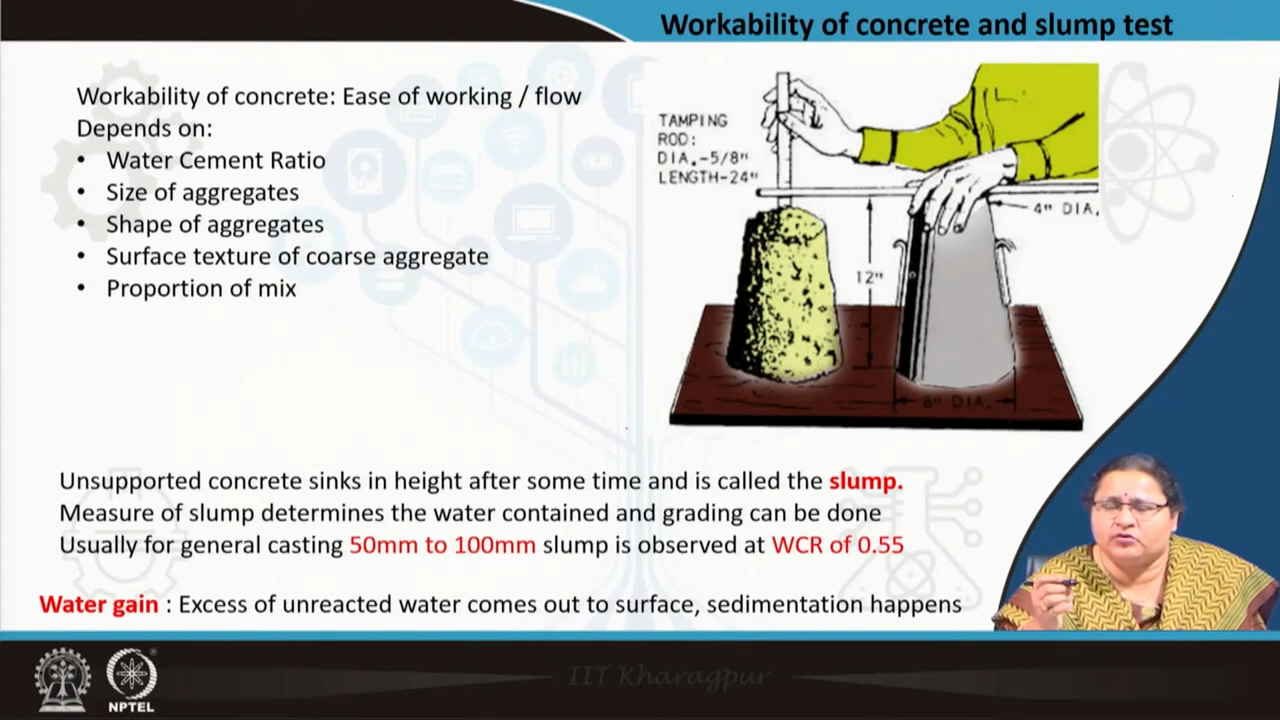 Workability of concrete and slump test
Workability of concrete: Ease of working / flow
Depends on:
• Water Cement Ratio
• Size of aggregates
• Shape of aggregates
• Surface texture of coarse aggregate
• Proportion of mix
TAMPING
ROD:
DIA.-5/8"
LENGTH-24"
4" DIA.
12"
8" DIA.
Unsupported concrete sinks in height after some time and is called the slump.
Measure of slump determines the water contained and grading can be done
Usually for general casting 50mm to 100mm slump is observed at WCR of 0.55
Water gain : Excess of unreacted water comes out to surface, sedimentation happens
IIT Kharagpur
NPTEL